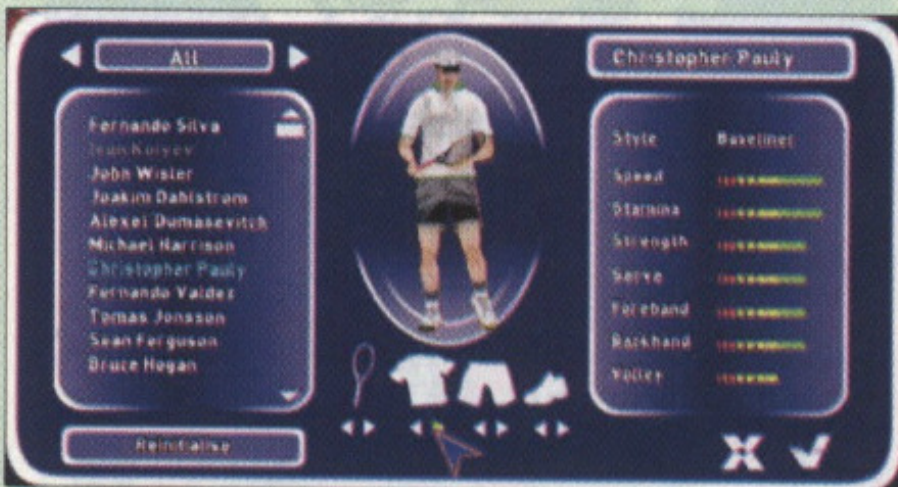 All
Fernando Silva
John Wisler
Joakim Dahlstrom
Alexei Dumasevitch
Michael Harrison
Christopher Pauly
Fernando Valdez
Tomas Jonsson
Sean Ferguson
Bruce Hogan
Reinitialise
Christopher Pauly
Style Baseliner
Speed
Stamina
Strength
Serve
Forehand
Backhand
Volley